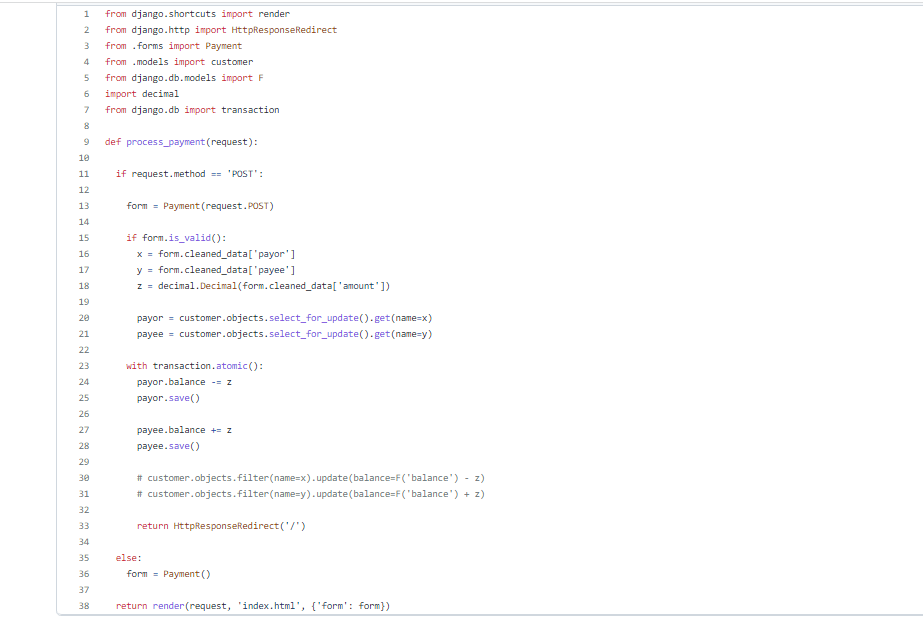 1 from django.shortcuts import render
2 from django.http import HttpResponseRedirect
3 from .forms import Payment
4 from .models import customer
5 from django.db.models import F
6 import decimal
7 from django.db import transaction
8
9 def process_payment(request):
10
11   if request.method == 'POST':
12
13     form = Payment(request.POST)
14
15     if form.is_valid():
16       x = form.cleaned_data['payor']
17       y = form.cleaned_data['payee']
18       z = decimal.Decimal(form.cleaned_data['amount'])
19
20       payor = customer.objects.select_for_update().get(name=x)
21       payee = customer.objects.select_for_update().get(name=y)
22
23     with transaction.atomic():
24       payor.balance -= z
25       payor.save()
26
27       payee.balance += z
28       payee.save()
29
30       # customer.objects.filter(name=x).update(balance=F('balance') - z)
31       # customer.objects.filter(name=y).update(balance=F('balance') + z)
32
33       return HttpResponseRedirect('/')
34
35   else:
36     form = Payment()
37
38   return render(request, 'index.html', {'form': form})